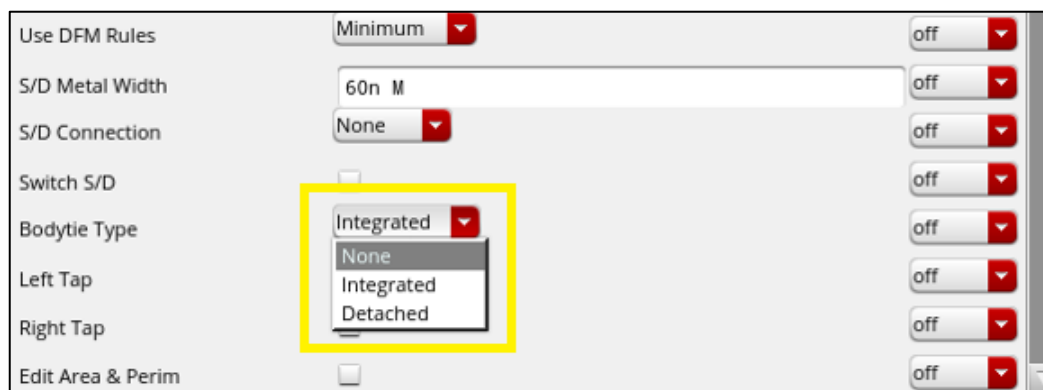 Use DFM Rules Minimum off
S/D Metal Width 60n M off
S/D Connection None off
Switch S/D off
Bodytie Type Integrated off
None
Left Tap Integrated off
Detached
Right Tap off
Edit Area & Perim off